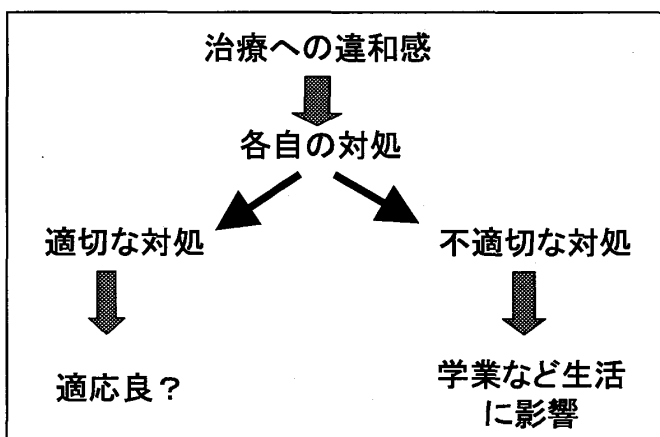 治療への違和感
各自の対処
適切な対処
不適切な対処
適応良？
学業など生活
に影響